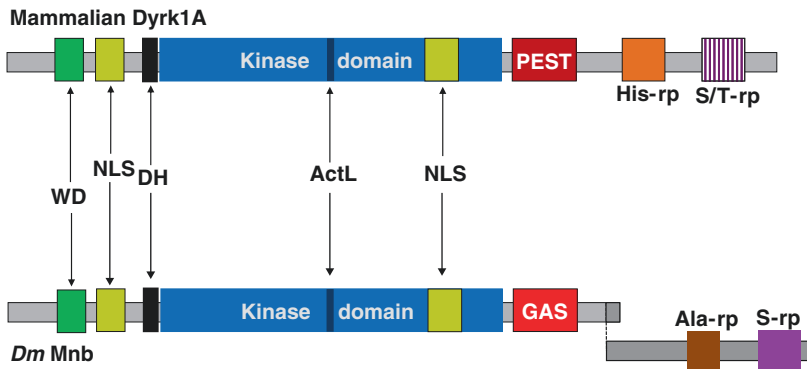 Mammalian Dyrk1A
Kinase domain
PEST
His-rp S/T-rp
WD NLS DH ActL NLS
Kinase domain
GAS
Ala-rp S-rp
Dm Mnb